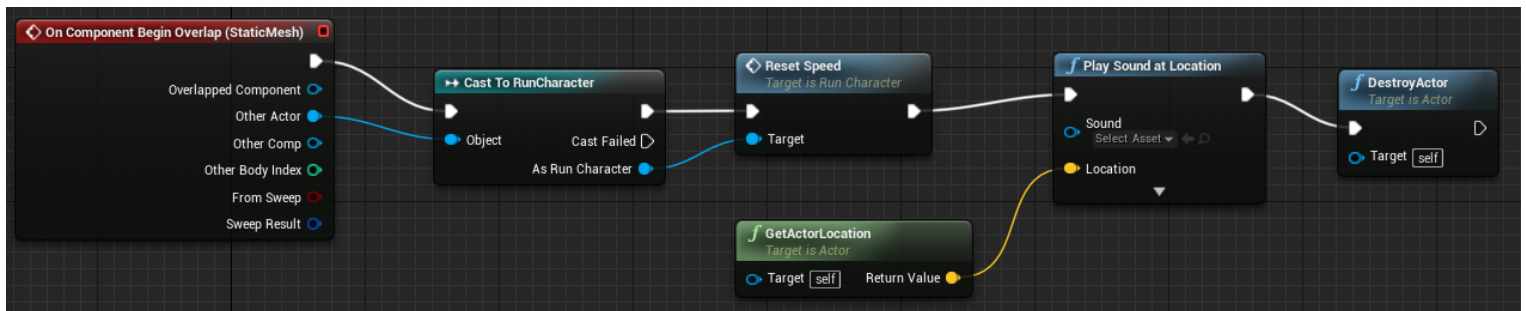 On Component Begin Overlap (StaticMesh)
Overlapped Component
Other Actor
Other Comp
Other Body Index
From Sweep
Sweep Result
Cast To RunCharacter
Object
Cast Failed
As Run Character
Reset Speed
Target is Run Character
Target
GetActorLocation
Target is Actor
Target self Return Value
Play Sound at Location
Sound
Select Asset
Location
DestroyActor
Target is Actor
Target self